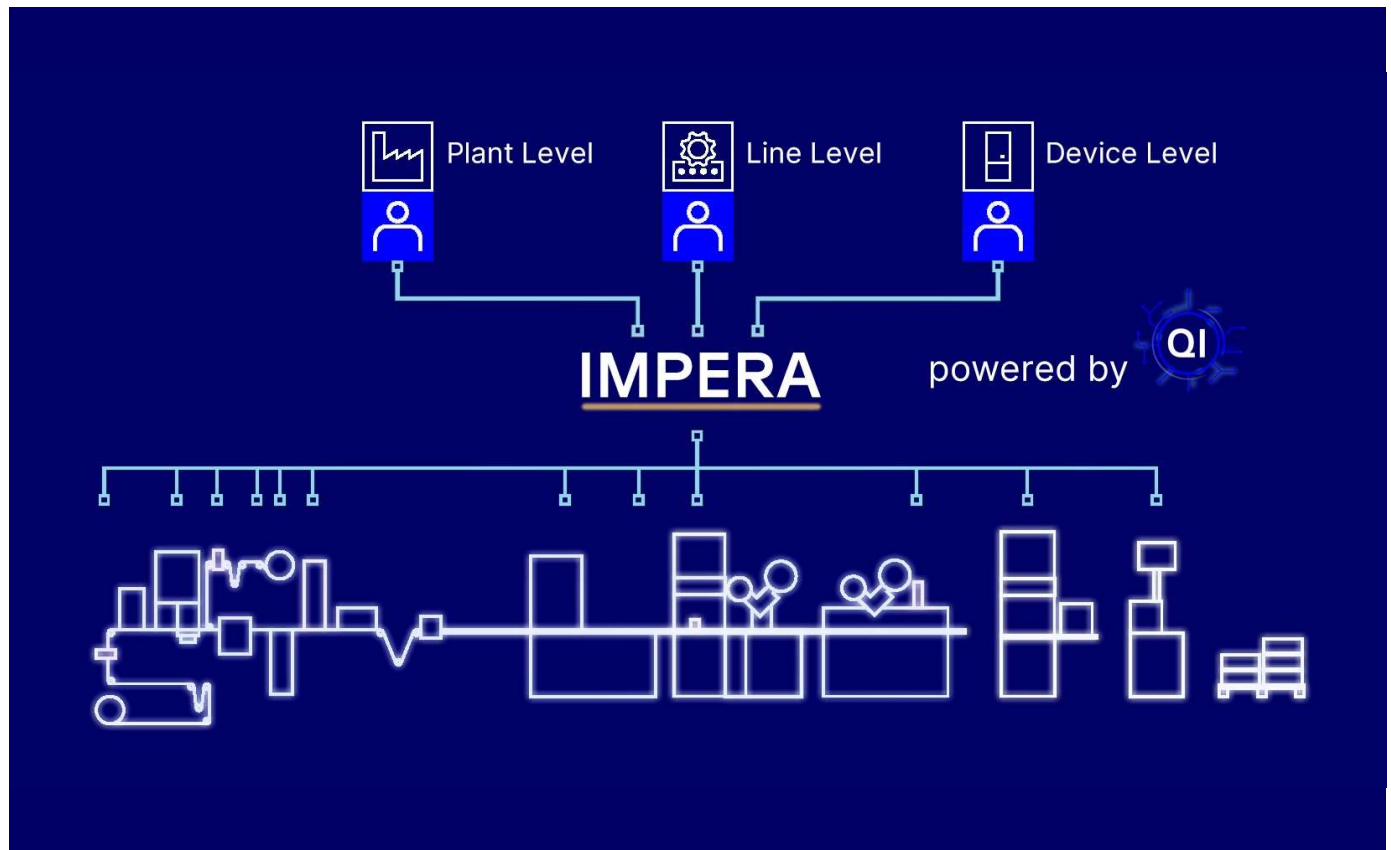 Plant Level
Line Level
Device Level
IMPERA
powered by QI